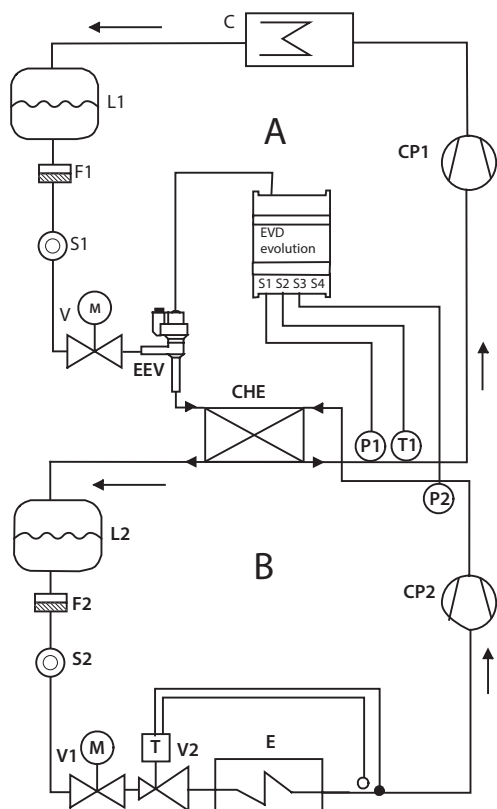 C
L1
A
CP1
F1
EVD
evolution
S1 S2 S3 S4
S1
V
M
EEV
CHE
P1
T1
P2
L2
B
CP2
F2
S2
V1
M
T
V2
E